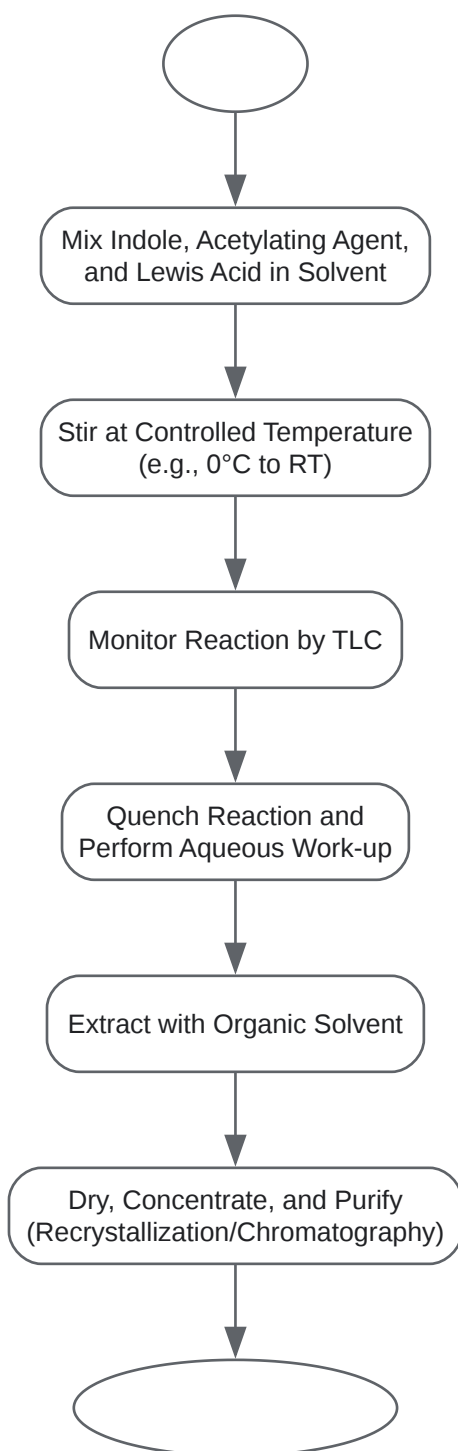 Mix Indole, Acetylating Agent,
and Lewis Acid in Solvent
Stir at Controlled Temperature
(e.g., 0°C to RT)
Monitor Reaction by TLC
Quench Reaction and
Perform Aqueous Work-up
Extract with Organic Solvent
Dry, Concentrate, and Purify
(Recrystallization/Chromatography)